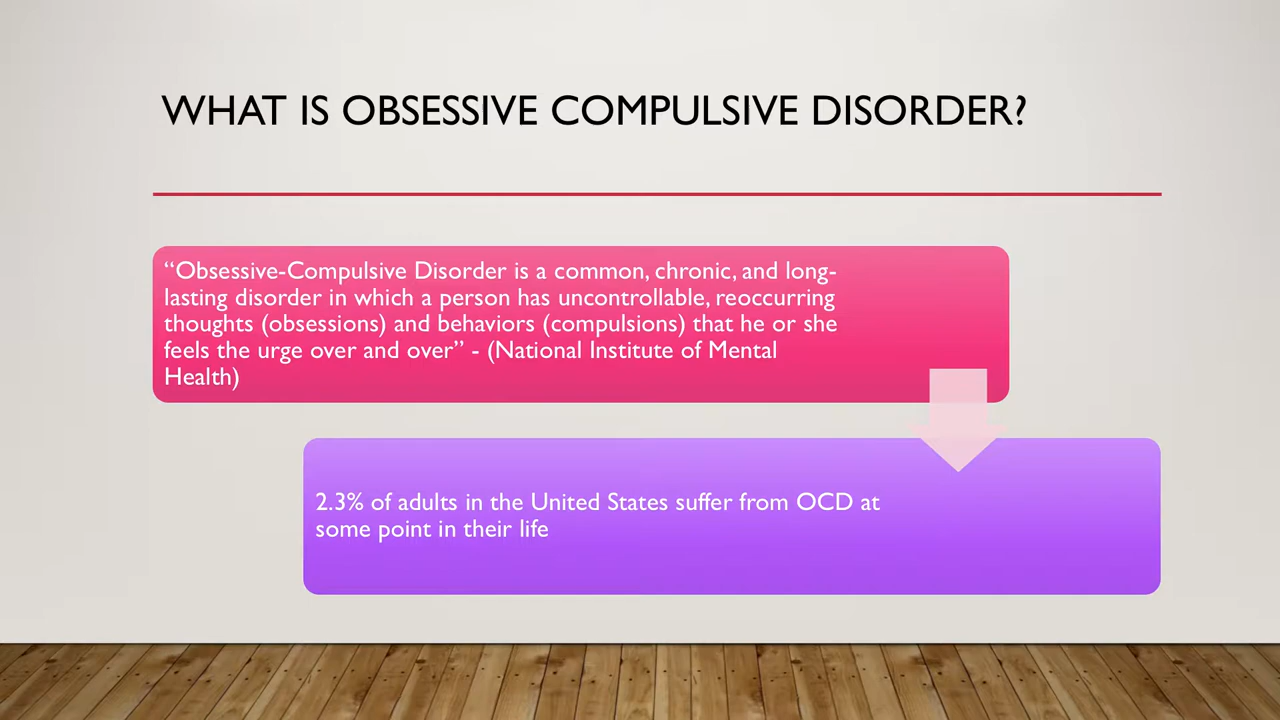 WHAT IS OBSESSIVE COMPULSIVE DISORDER?
“Obsessive-Compulsive Disorder is a common, chronic, and long-
lasting disorder in which a person has uncontrollable, reoccurring
thoughts (obsessions) and behaviors (compulsions) that he or she
feels the urge over and over” - (National Institute of Mental
Health)
2.3% of adults in the United States suffer from OCD at
some point in their life